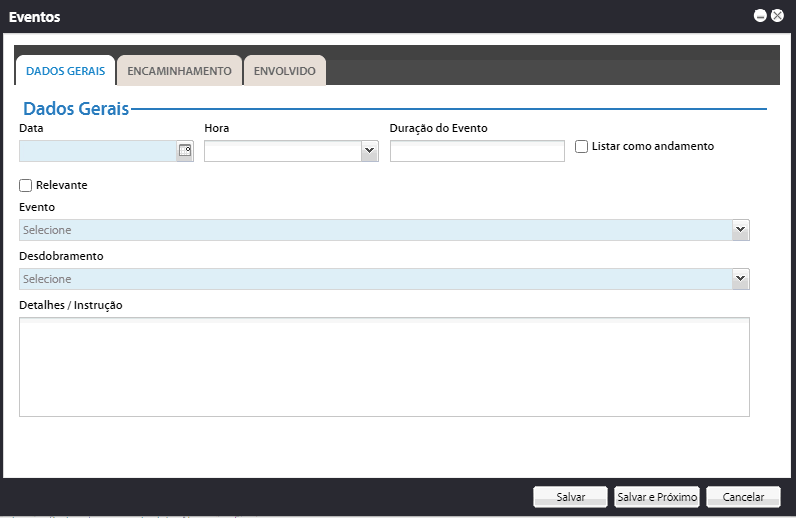 Eventos
DADOS GERAIS ENCAMINHAMENTO ENVOLVIDO
Dados Gerais
Data Hora Duração do Evento
Listar como andamento
Relevante
Evento
Selecione
Desdobramento
Selecione
Detalhes / Instrução
Salvar Salvar e Próximo Cancelar